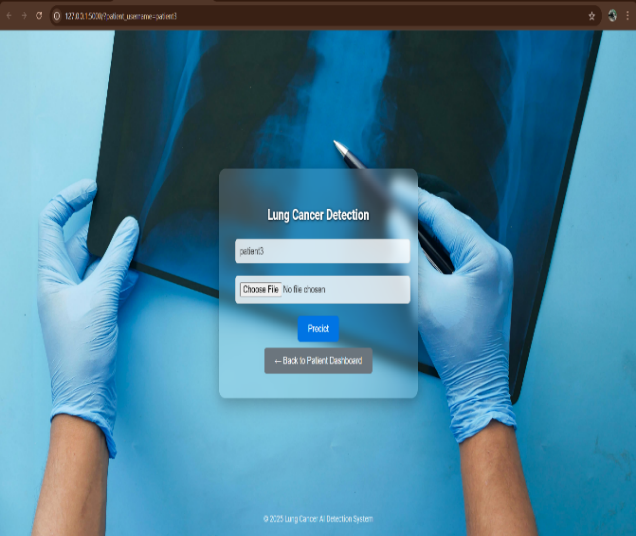 127.0.0.1:5000/?patient_username=patient3
Lung Cancer Detection
patient3
Choose File No file chosen
Predict
← Back to Patient Dashboard
© 2025 Lung Cancer AI Detection System